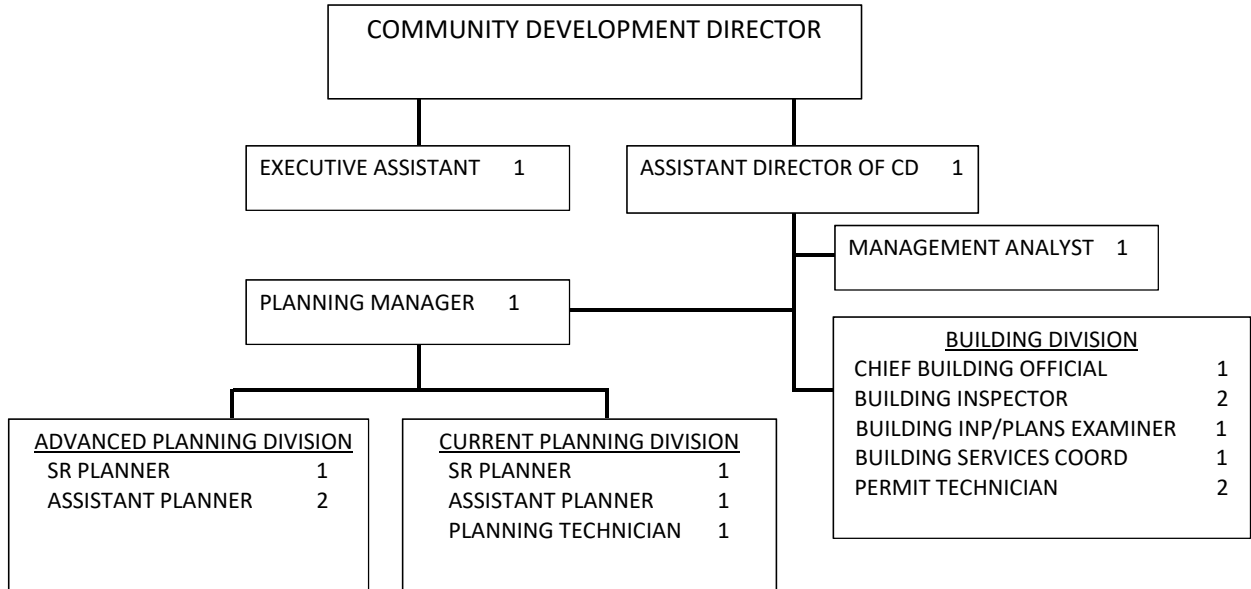 COMMUNITY DEVELOPMENT DIRECTOR
EXECUTIVE ASSISTANT 1
ASSISTANT DIRECTOR OF CD 1
MANAGEMENT ANALYST 1
PLANNING MANAGER 1
BUILDING DIVISION
CHIEF BUILDING OFFICIAL 1
BUILDING INSPECTOR 2
BUILDING INP/PLANS EXAMINER 1
BUILDING SERVICES COORD 1
PERMIT TECHNICIAN 2
ADVANCED PLANNING DIVISION
SR PLANNER 1
ASSISTANT PLANNER 2
CURRENT PLANNING DIVISION
SR PLANNER 1
ASSISTANT PLANNER 1
PLANNING TECHNICIAN 1